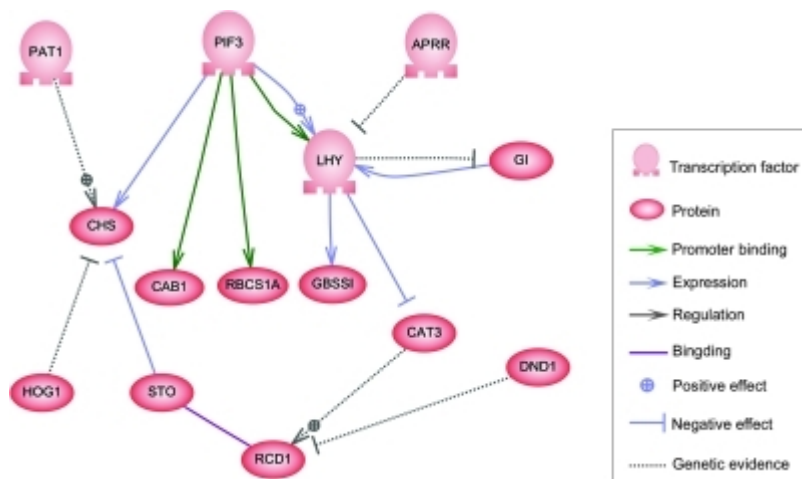 PAT1
PIF3
APRR
LHY
GI
CHS
CAB1
RBCS1A
GBSSI
CAT3
DND1
HOG1
STO
RCD1
Transcription factor
Protein
Promoter binding
Expression
Regulation
Bingding
Positive effect
Negative effect
Genetic evidence